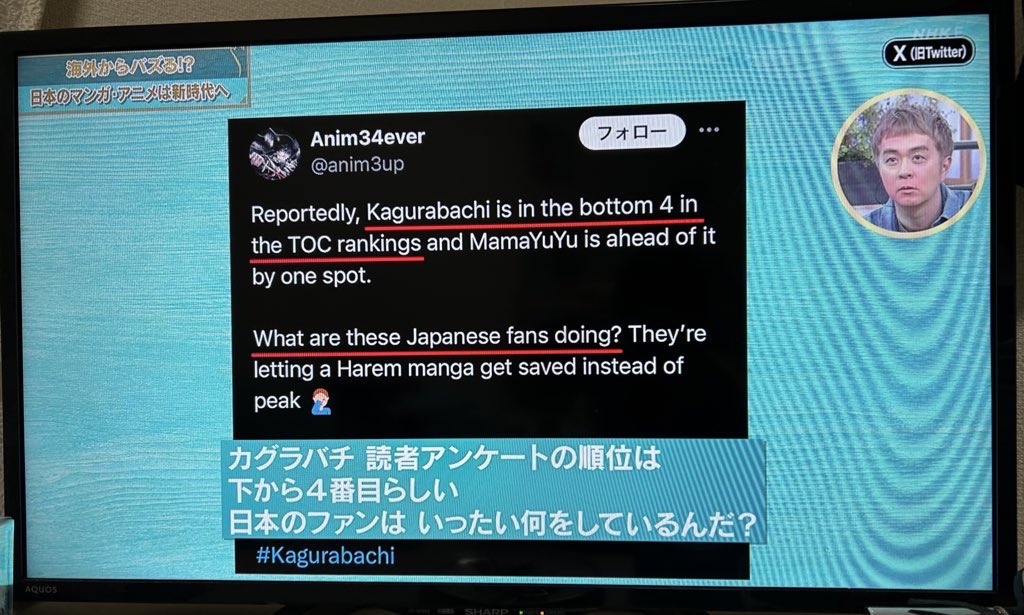 海外からバズる!?
日本のマンガ・アニメは新時代へ
NHK
X (旧Twitter)
Anim34ever
@anim3up
フォロー
Reportedly, Kagurabachi is in the bottom 4 in
the TOC rankings and MamaYuYu is ahead of it
by one spot.
What are these Japanese fans doing? They're
letting a Harem manga get saved instead of
peak 🤦‍♂️
カグラバチ 読者アンケートの順位は
下から4番目らしい
日本のファンは いったい何をしているんだ?
#Kagurabachi
AQUOS
SHARP